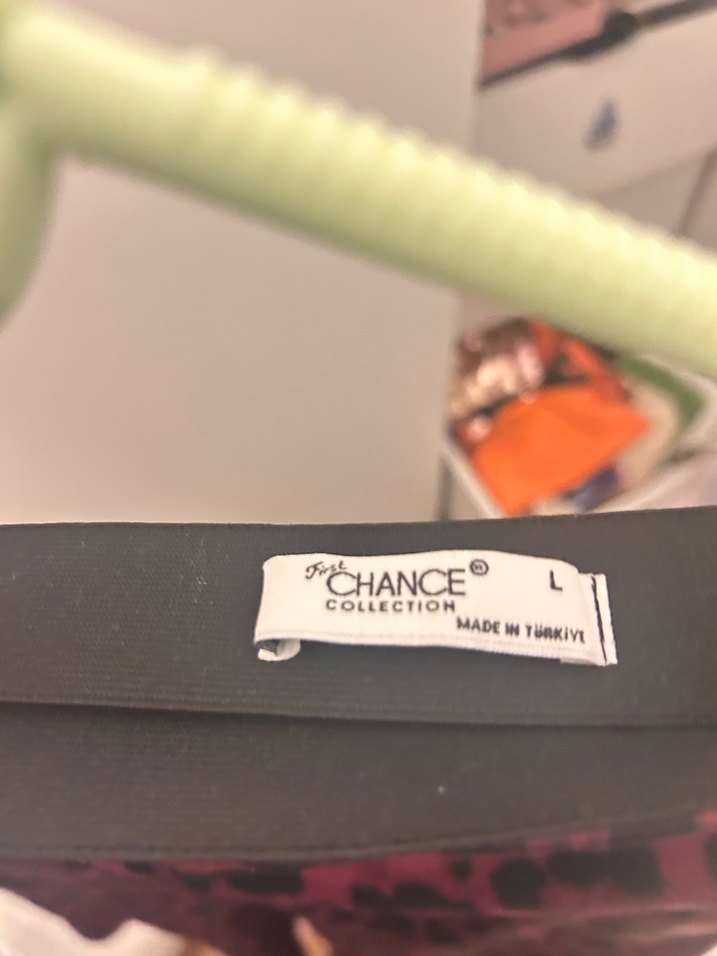 First
CHANCE® L
COLLECTION
MADE IN TÜRKİYE